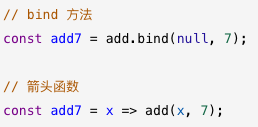 // bind 方法
const add7 = add.bind(null, 7);
// 箭头函数
const add7 = x => add(x, 7);